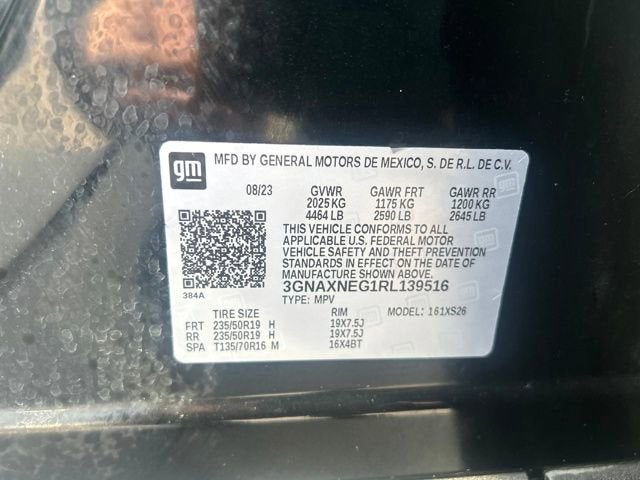 gm
MFD BY GENERAL MOTORS DE MEXICO, S. DE R.L. DE C.V.
08/23 GVWR GAWR FRT GAWR RR
2025 KG 1175 KG 1200 KG
4464 LB 2590 LB 2645 LB
THIS VEHICLE CONFORMS TO ALL
APPLICABLE U.S. FEDERAL MOTOR
VEHICLE SAFETY AND THEFT PREVENTION
STANDARDS IN EFFECT ON THE DATE OF
MANUFACTURE SHOWN ABOVE.
384A
3GNAXNEG1RL139516
TYPE: MPV MODEL: 161XS26
TIRE SIZE RIM
FRT 235/50R19 H 19X7.5J
RR 235/50R19 H 19X7.5J
SPA T135/70R16 M 16X4BT